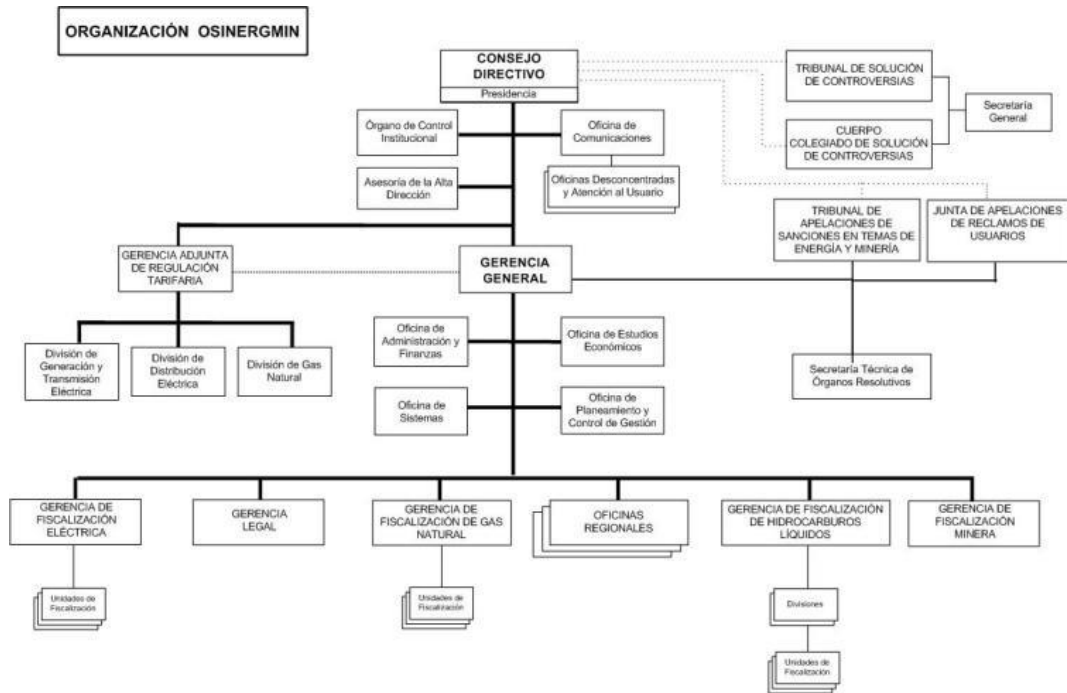 ORGANIZACIÓN OSINERGMIN
CONSEJO
DIRECTIVO
Presidencia
TRIBUNAL DE SOLUCIÓN
DE CONTROVERSIAS
Secretaría
General
CUERPO
COLEGIADO DE SOLUCIÓN
DE CONTROVERSIAS
Órgano de Control
Institucional
Oficina de
Comunicaciones
Asesoría de la Alta
Dirección
Oficinas Desconcentradas
y Atención al Usuario
TRIBUNAL DE
APELACIONES DE
SANCIONES EN TEMAS DE
ENERGÍA Y MINERÍA
JUNTA DE APELACIONES
DE RECLAMOS DE
USUARIOS
GERENCIA ADJUNTA
DE REGULACIÓN
TARIFARIA
GERENCIA
GENERAL
División de
Generación y
Transmisión
Eléctrica
División de
Distribución
Eléctrica
División de Gas
Natural
Oficina de
Administración y
Finanzas
Oficina de Estudios
Económicos
Secretaría Técnica de
Órganos Resolutivos
Oficina de
Sistemas
Oficina de
Planeamiento y
Control de Gestión
GERENCIA DE
FISCALIZACIÓN
ELÉCTRICA
GERENCIA
LEGAL
GERENCIA DE
FISCALIZACIÓN DE GAS
NATURAL
OFICINAS
REGIONALES
GERENCIA DE FISCALIZACIÓN
DE HIDROCARBUROS
LÍQUIDOS
GERENCIA DE
FISCALIZACIÓN
MINERA
Unidades de
Fiscalización
Unidades de
Fiscalización
Divisiones
Unidades de
Fiscalización